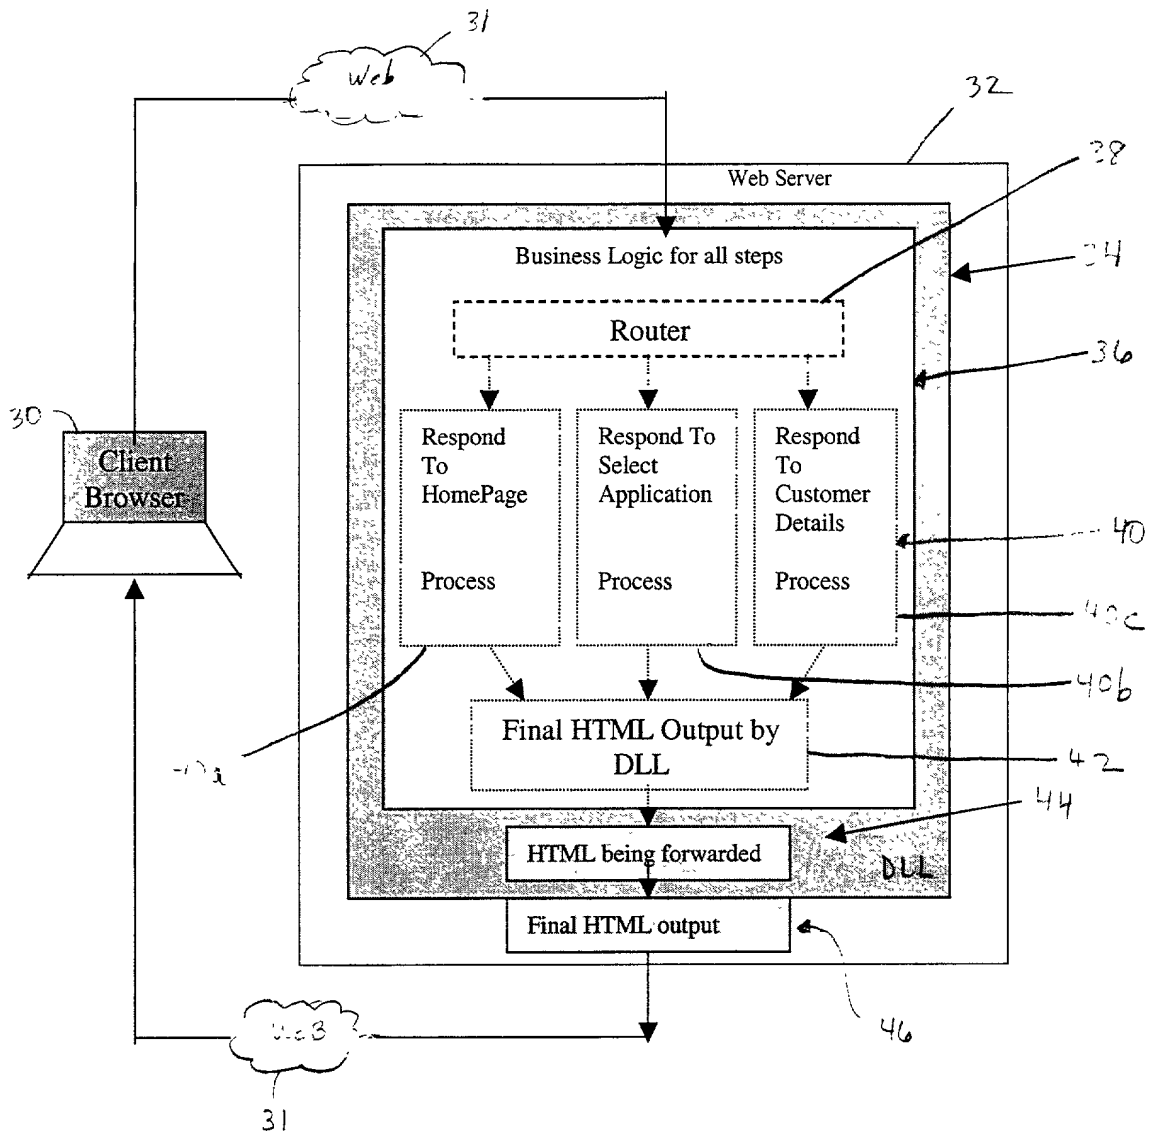 31
Web
32
Web Server
38
Business Logic for all steps
34
Router
36
30
Client
Browser
Respond
To
HomePage
Process
Respond To
Select
Application
Process
Respond
To
Customer
Details
Process
40
40c
40b
Final HTML Output by
DLL
42
44
HTML being forwarded
DLL
Final HTML output
46
WEB
31